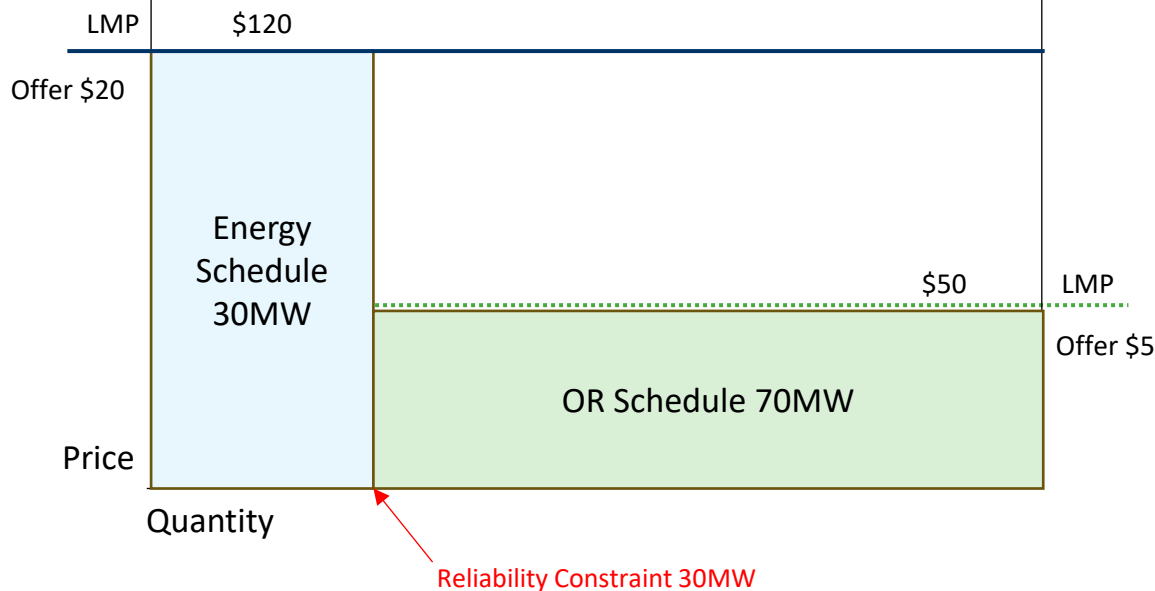 LMP
$120
Offer $20
Energy
Schedule
30MW
$50
LMP
Offer $5
OR Schedule 70MW
Price
Quantity
Reliability Constraint 30MW